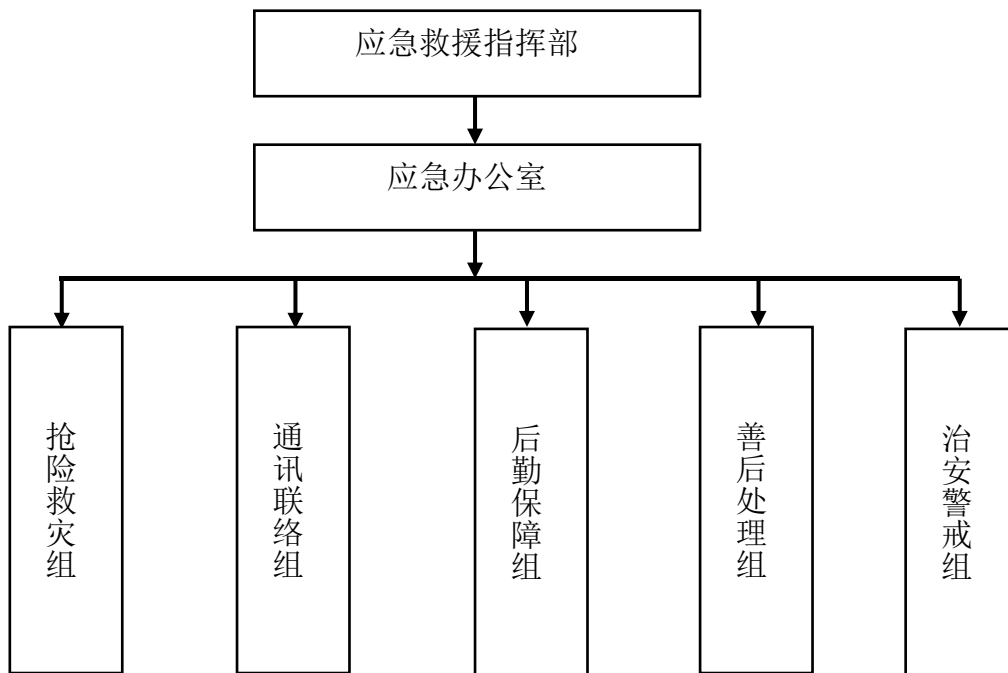 应急救援指挥部
应急办公室
抢险救灾组
通讯联络组
后勤保障组
善后处理组
治安警戒组